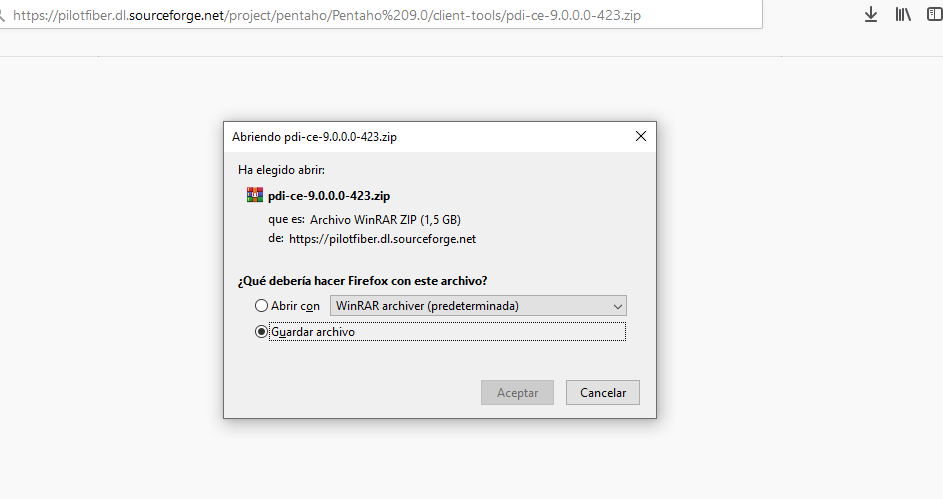 https://pilotfiber.dl.sourceforge.net/project/pentaho/Pentaho%209.0/client-tools/pdi-ce-9.0.0.0-423.zip
Abriendo pdi-ce-9.0.0.0-423.zip
Ha elegido abrir:
pdi-ce-9.0.0.0-423.zip
que es: Archivo WinRAR ZIP (1,5 GB)
de: https://pilotfiber.dl.sourceforge.net
¿Qué debería hacer Firefox con este archivo?
Abrir con WinRAR archiver (predeterminada)
Guardar archivo
Aceptar Cancelar